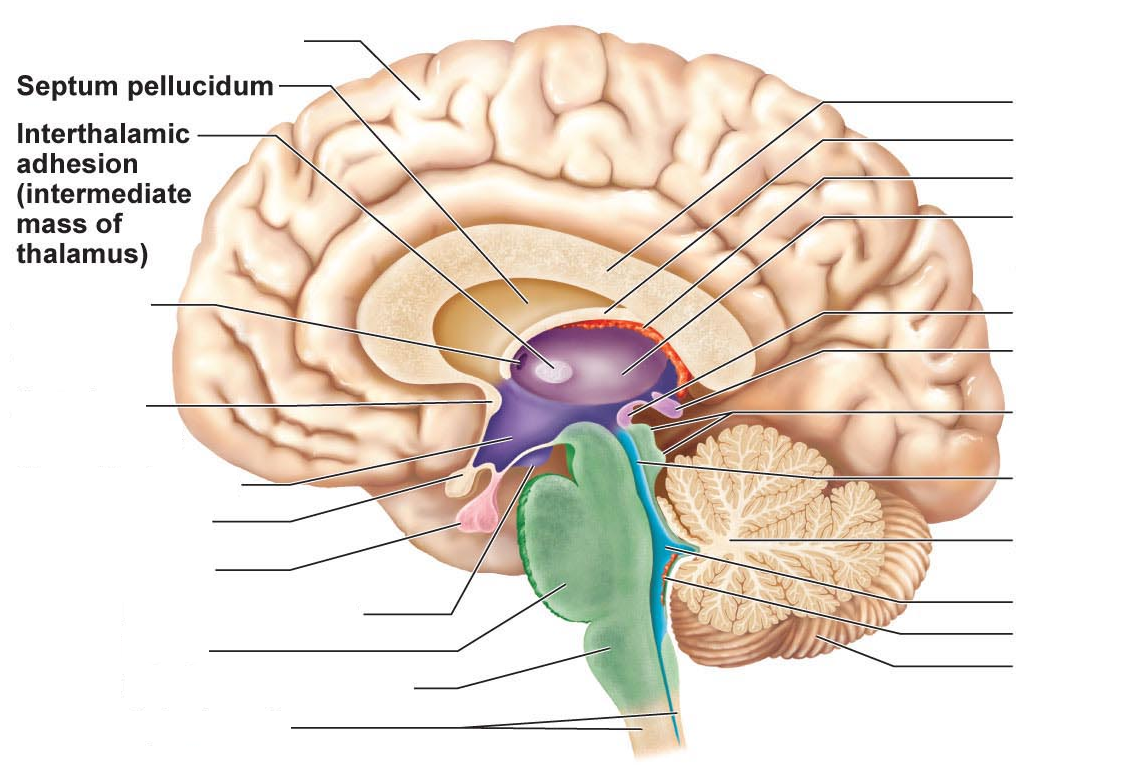 Septum pellucidum
Interthalamic
adhesion
(intermediate
mass of
thalamus)